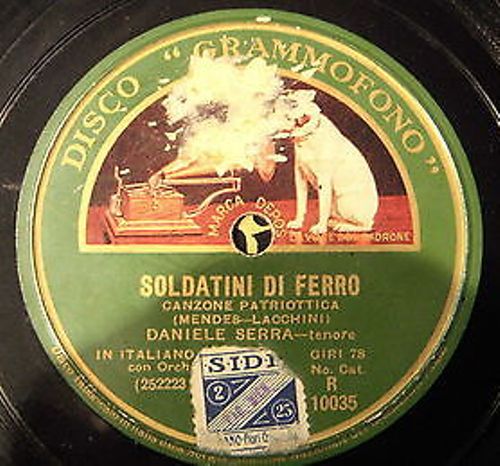 DISCO "GRAMMOFONO"
MARCA DEPOS
SOLDATINI DI FERRO
CANZONE PATRIOTTICA
(MENDES—LACCHINI)
DANIELE SERRA—tenore
IN ITALIANO
con Orch
(252223
GIRI 78
No. Cat.
R
10035
SIDE
2
25